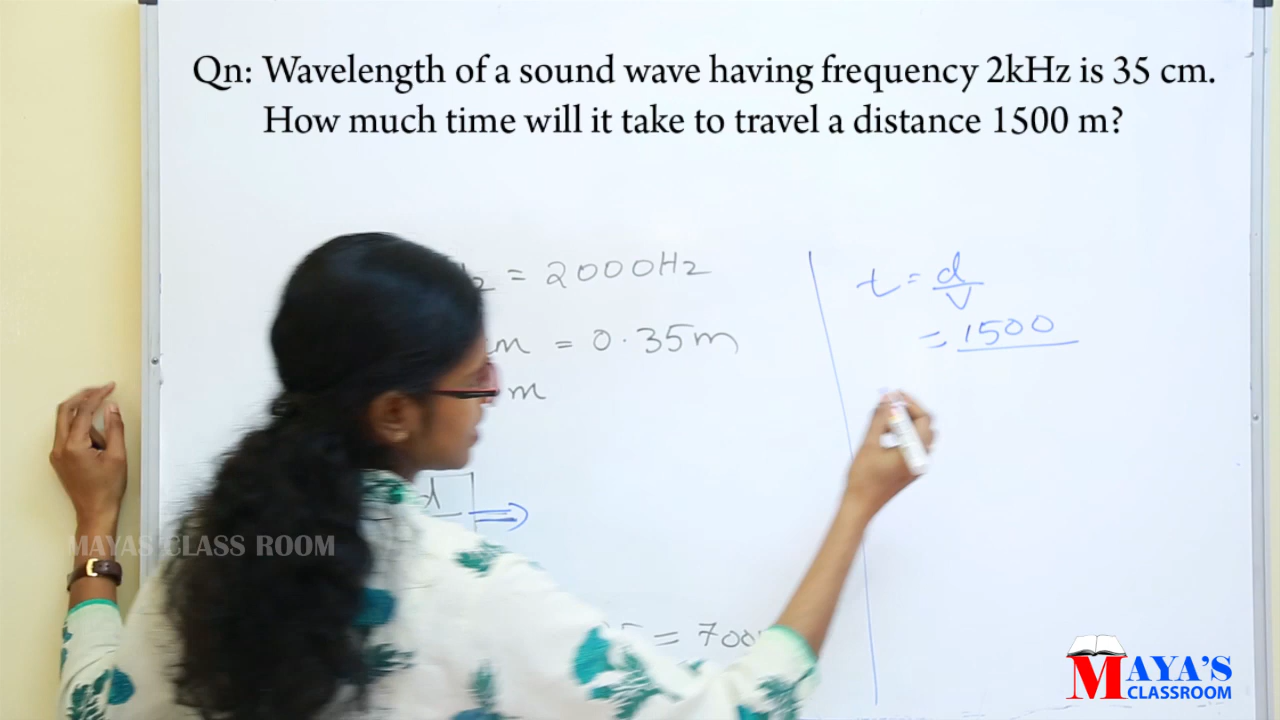 Qn: Wavelength of a sound wave having frequency 2kHz is 35 cm.
How much time will it take to travel a distance 1500 m?
= 2000Hz
m = 0.35m
m
d
= 700
t = d
V
= 1500
MAYAS CLASS ROOM
MAYA'S
CLASSROOM